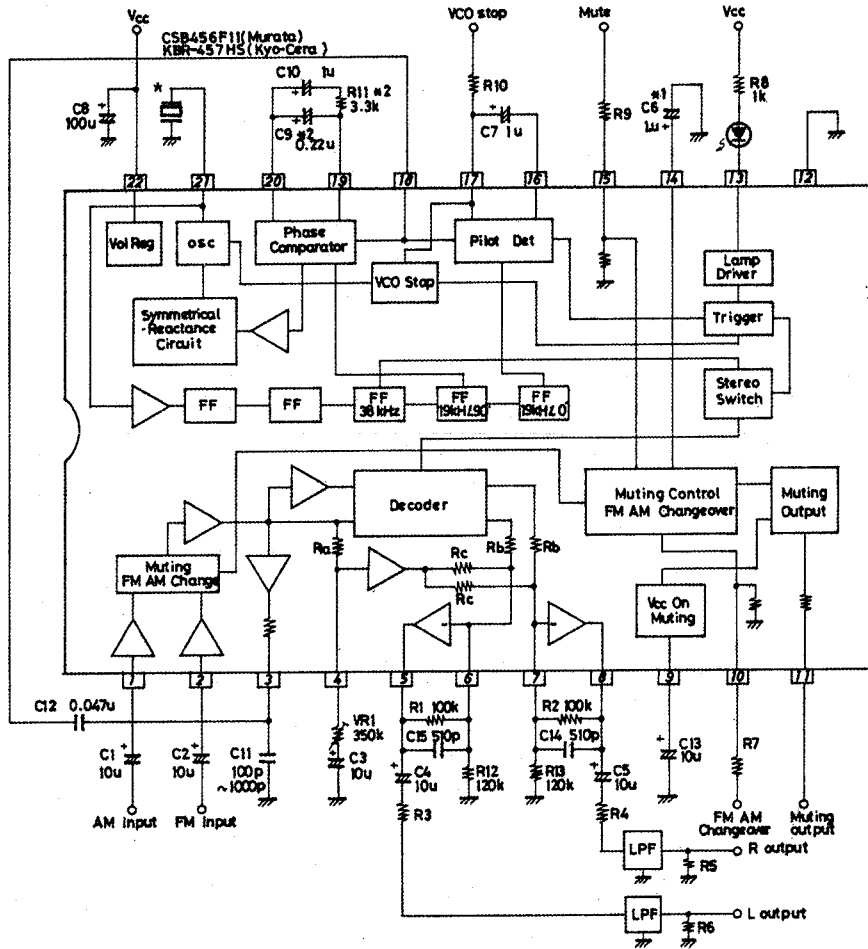 Vcc
CSB456F11(Murata)
KBR-457HS(Kyo-Cera)
VCO stop
Mute
Vcc
C8
100u
*
C10 1u
R11 *2
3.3k
C9 *2
0.22u
R10
C7 1u
R9
*1
C6
1u
R8
1k
22
21
20
19
18
17
16
15
14
13
12
Vol Reg
osc
Phase
Comparator
Pilot Det
VCO Stop
Lamp
Driver
Trigger
Symmetrical
-Reactance
Circuit
Stereo
Switch
FF
FF
FF
38kHz
FF
19kH∠90°
FF
19kH∠0
Decoder
Muting Control
FM AM Changeover
Muting
Output
Ra
Rc
Rb
Rb
Rc
Muting
FM AM Change
Vcc On
Muting
1
2
3
4
5
6
7
8
9
10
11
C12 0.047u
C1
10u
C2
10u
C11
100p
~1000p
VR1
350k
C3
10u
R1 100k
C15 510p
C4
10u
R12
120k
R3
R2 100k
C14 510p
R13
120k
C5
10u
R4
C13
10u
R7
AM Input
FM Input
FM AM
Changeover
Muting
output
LPF
R output
R5
LPF
L output
R6